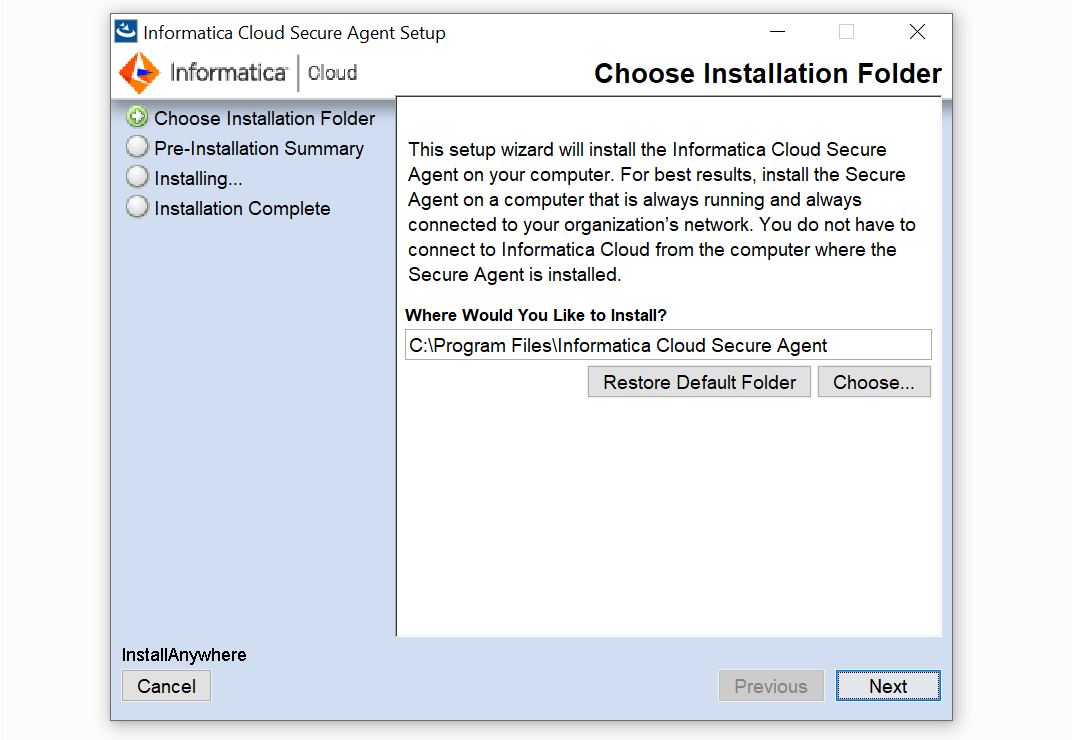 Informatica Cloud Secure Agent Setup
Informatica Cloud
Choose Installation Folder
Choose Installation Folder
Pre-Installation Summary
Installing...
Installation Complete
This setup wizard will install the Informatica Cloud Secure
Agent on your computer. For best results, install the Secure
Agent on a computer that is always running and always
connected to your organization’s network. You do not have to
connect to Informatica Cloud from the computer where the
Secure Agent is installed.
Where Would You Like to Install?
C:\Program Files\Informatica Cloud Secure Agent
Restore Default Folder
Choose...
InstallAnywhere
Cancel
Previous
Next